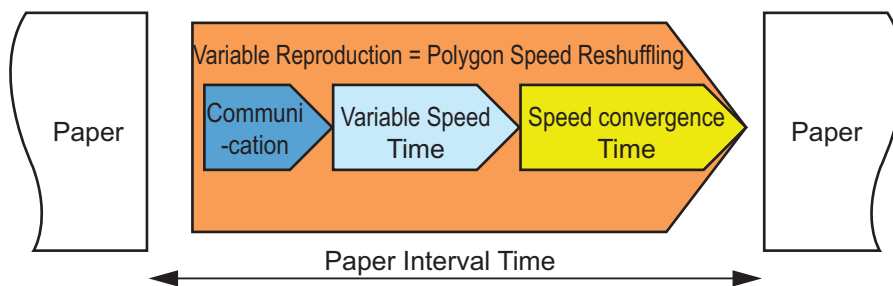 Variable Reproduction = Polygon Speed Reshuffling
Paper
Communi
-cation
Variable Speed
Time
Speed convergence
Time
Paper
Paper Interval Time